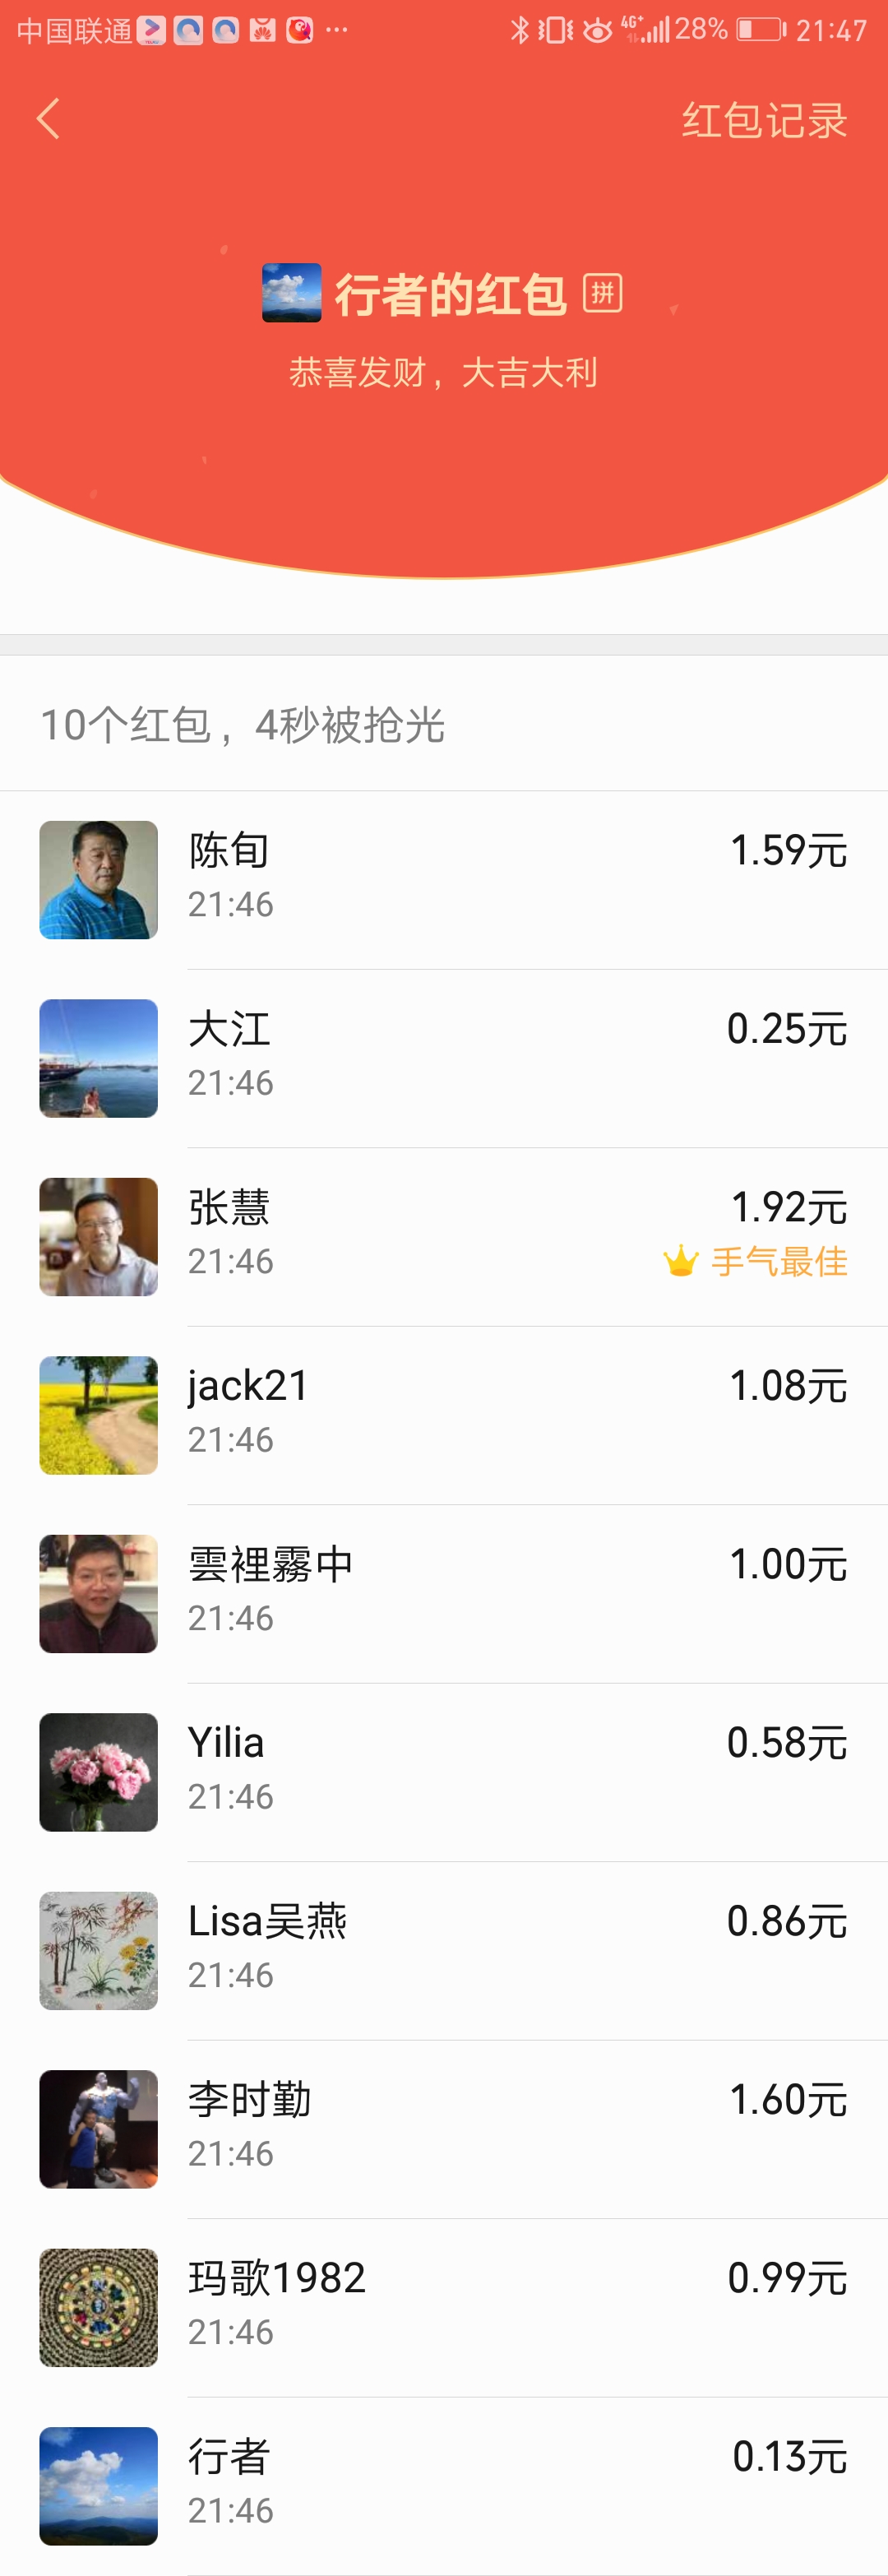 中国联通 ··· 4G+ 28% 21:47
红包记录
行者的红包 拼
恭喜发财，大吉大利
10个红包，4秒被抢光
陈旬 1.59元
21:46
大江 0.25元
21:46
张慧 1.92元
21:46 手气最佳
jack21 1.08元
21:46
雲裡霧中 1.00元
21:46
Yilia 0.58元
21:46
Lisa吴燕 0.86元
21:46
李时勤 1.60元
21:46
玛歌1982 0.99元
21:46
行者 0.13元
21:46